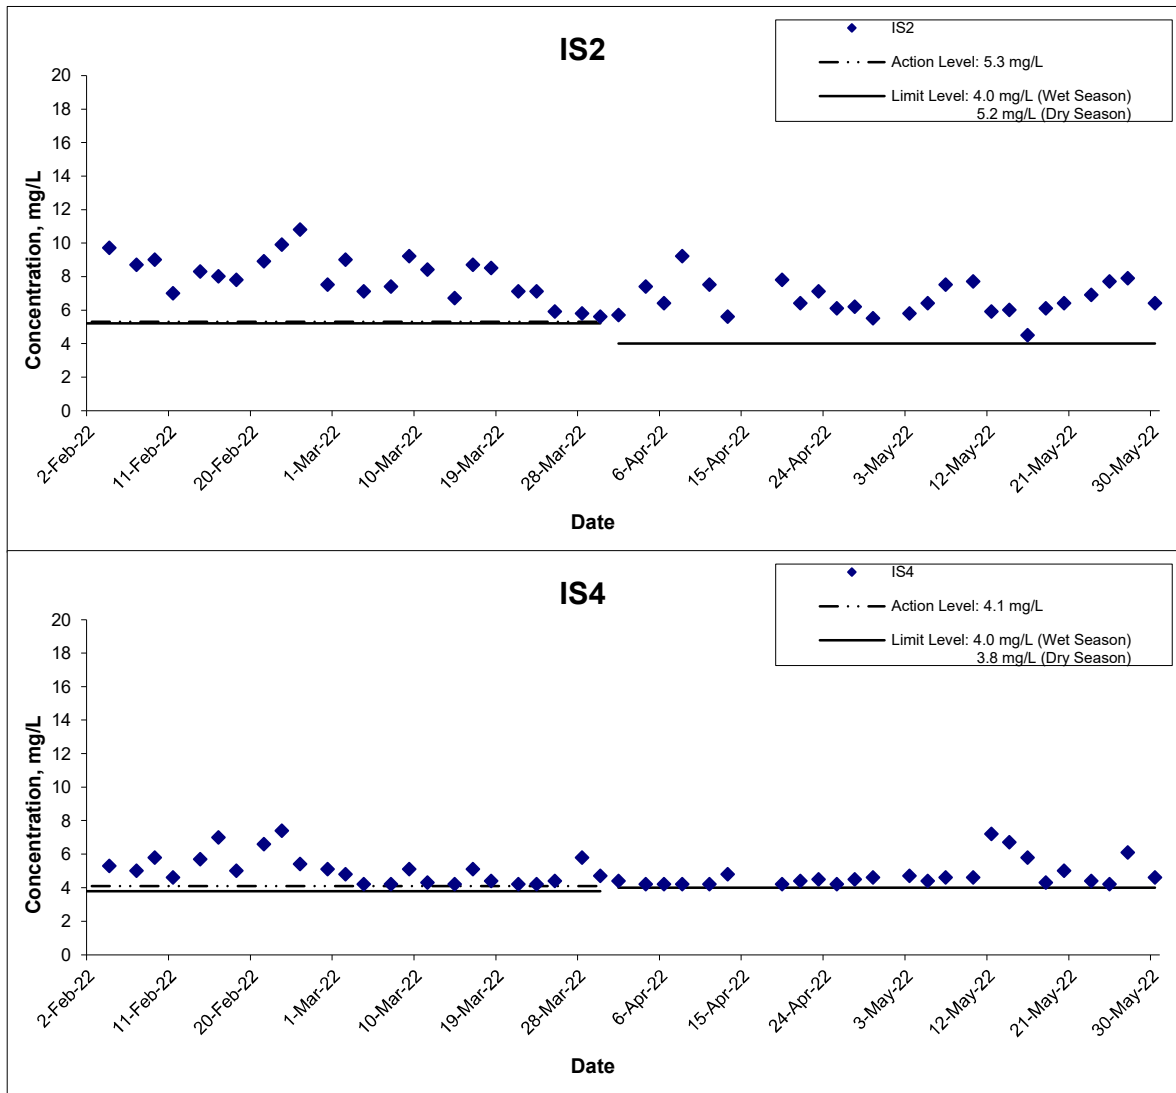 IS2
IS2
Action Level: 5.3 mg/L
Limit Level: 4.0 mg/L (Wet Season)
5.2 mg/L (Dry Season)
Concentration, mg/L
20
18
16
14
12
10
8
6
4
2
0
2-Feb-22
11-Feb-22
20-Feb-22
1-Mar-22
10-Mar-22
19-Mar-22
28-Mar-22
6-Apr-22
15-Apr-22
24-Apr-22
3-May-22
12-May-22
21-May-22
30-May-22
Date
IS4
IS4
Action Level: 4.1 mg/L
Limit Level: 4.0 mg/L (Wet Season)
3.8 mg/L (Dry Season)
Concentration, mg/L
20
18
16
14
12
10
8
6
4
2
0
2-Feb-22
11-Feb-22
20-Feb-22
1-Mar-22
10-Mar-22
19-Mar-22
28-Mar-22
6-Apr-22
15-Apr-22
24-Apr-22
3-May-22
12-May-22
21-May-22
30-May-22
Date